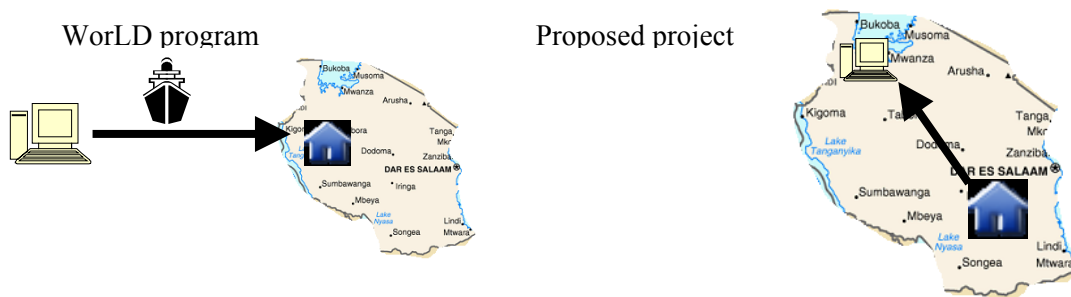 WorLD program
Bukoba
Musoma
Mwanza
Arusha
Kigoma
bora
Tanga
Mkr
Lake
Dodoma
Zanziba
DAR ES SALAAM
Sumbawanga
Iringa
Mbeya
Lake
Nyasa
Lindi
Songea
Mtwara
Proposed project
Bukoba
Musoma
Mwanza
Arusha
Kigoma
Tanga
Mkr
Lake
Tanganyika
Dodoma
Zanziba
DAR ES SALAAM
Sumbawanga
Mbeya
Lake
Nyasa
Lindi
Songea
Mtwara